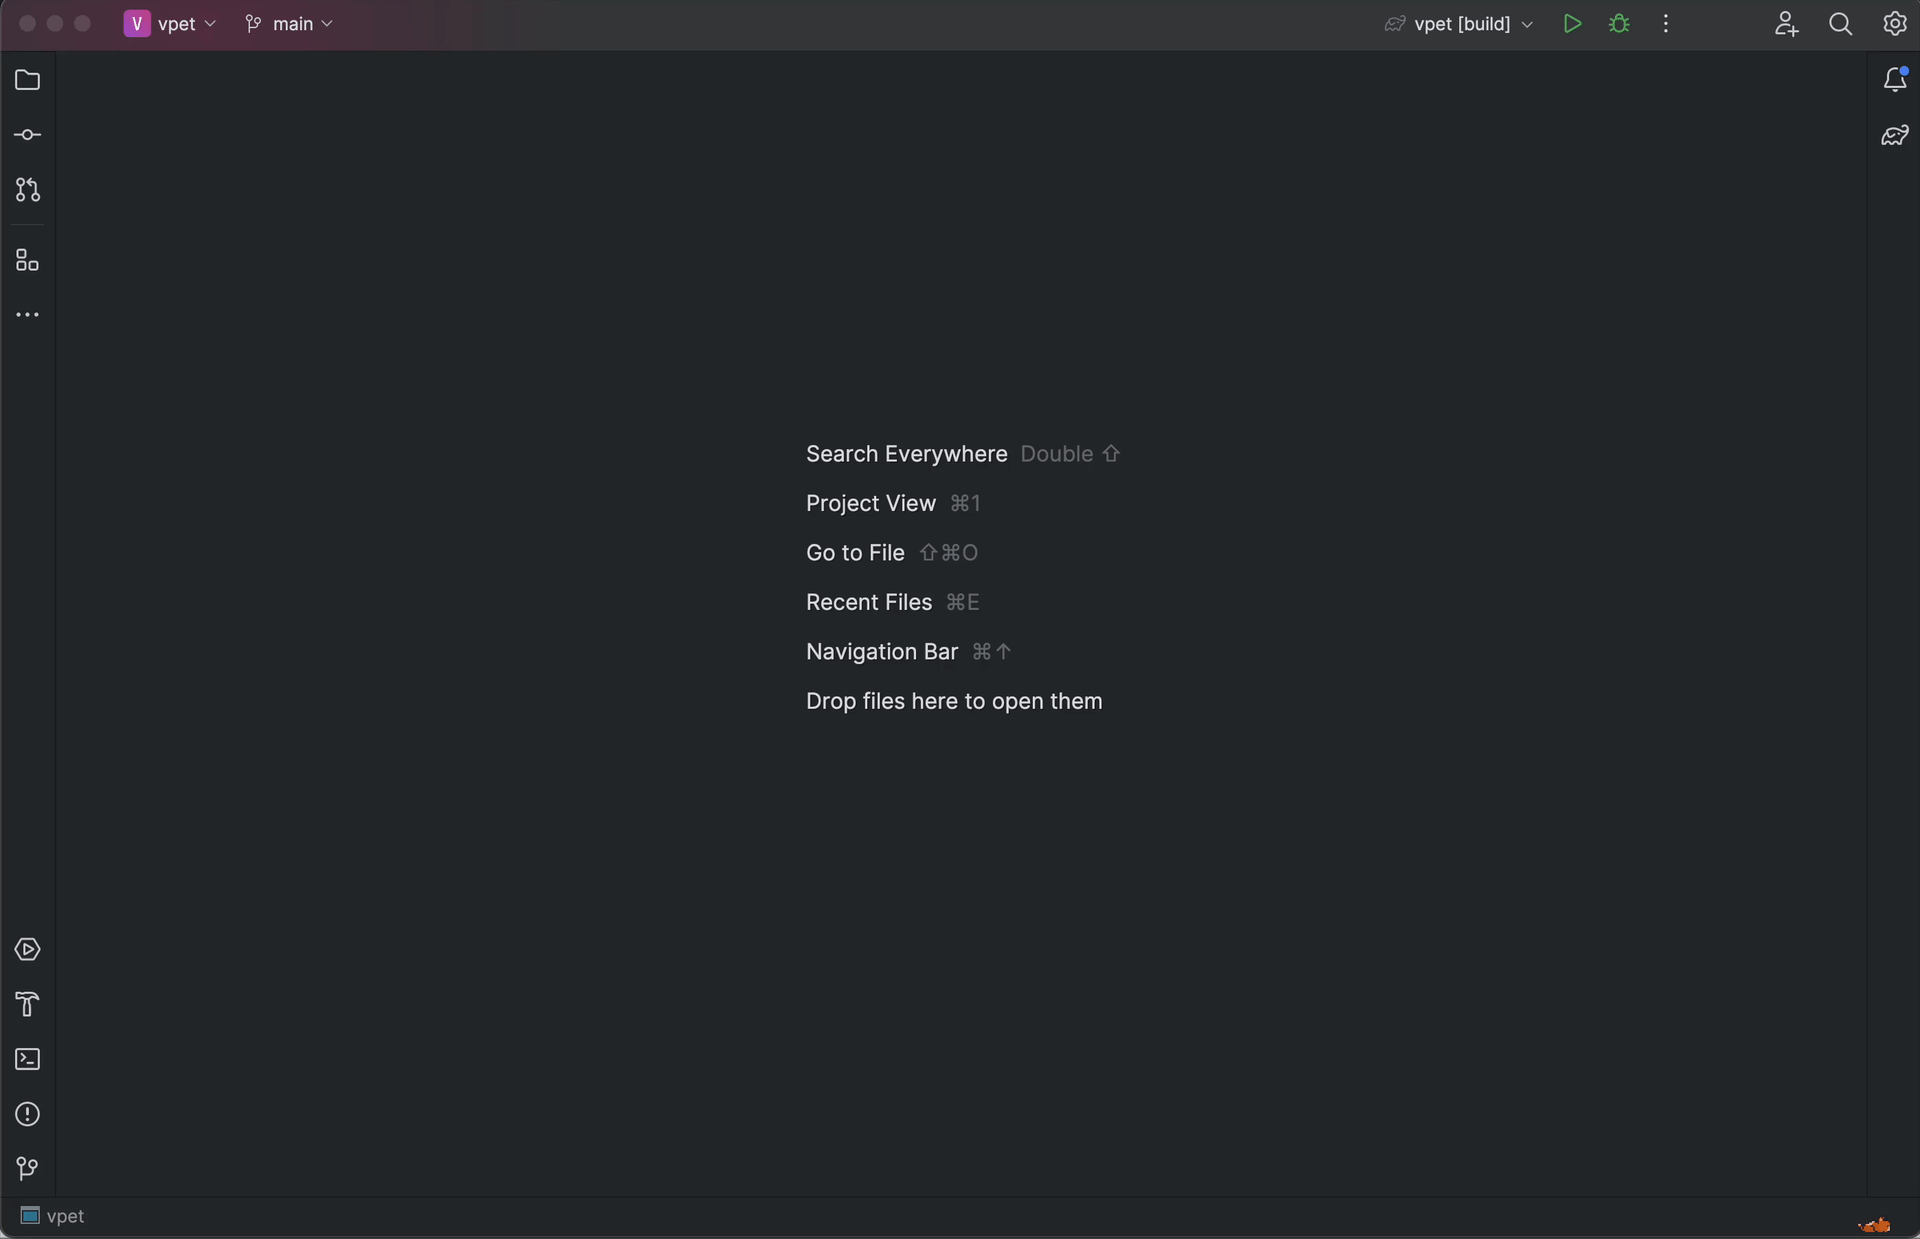 V vpet main vpet [build]
Search Everywhere Double ⇧
Project View ⌘1
Go to File ⇧⌘O
Recent Files ⌘E
Navigation Bar ⌘↑
Drop files here to open them
vpet